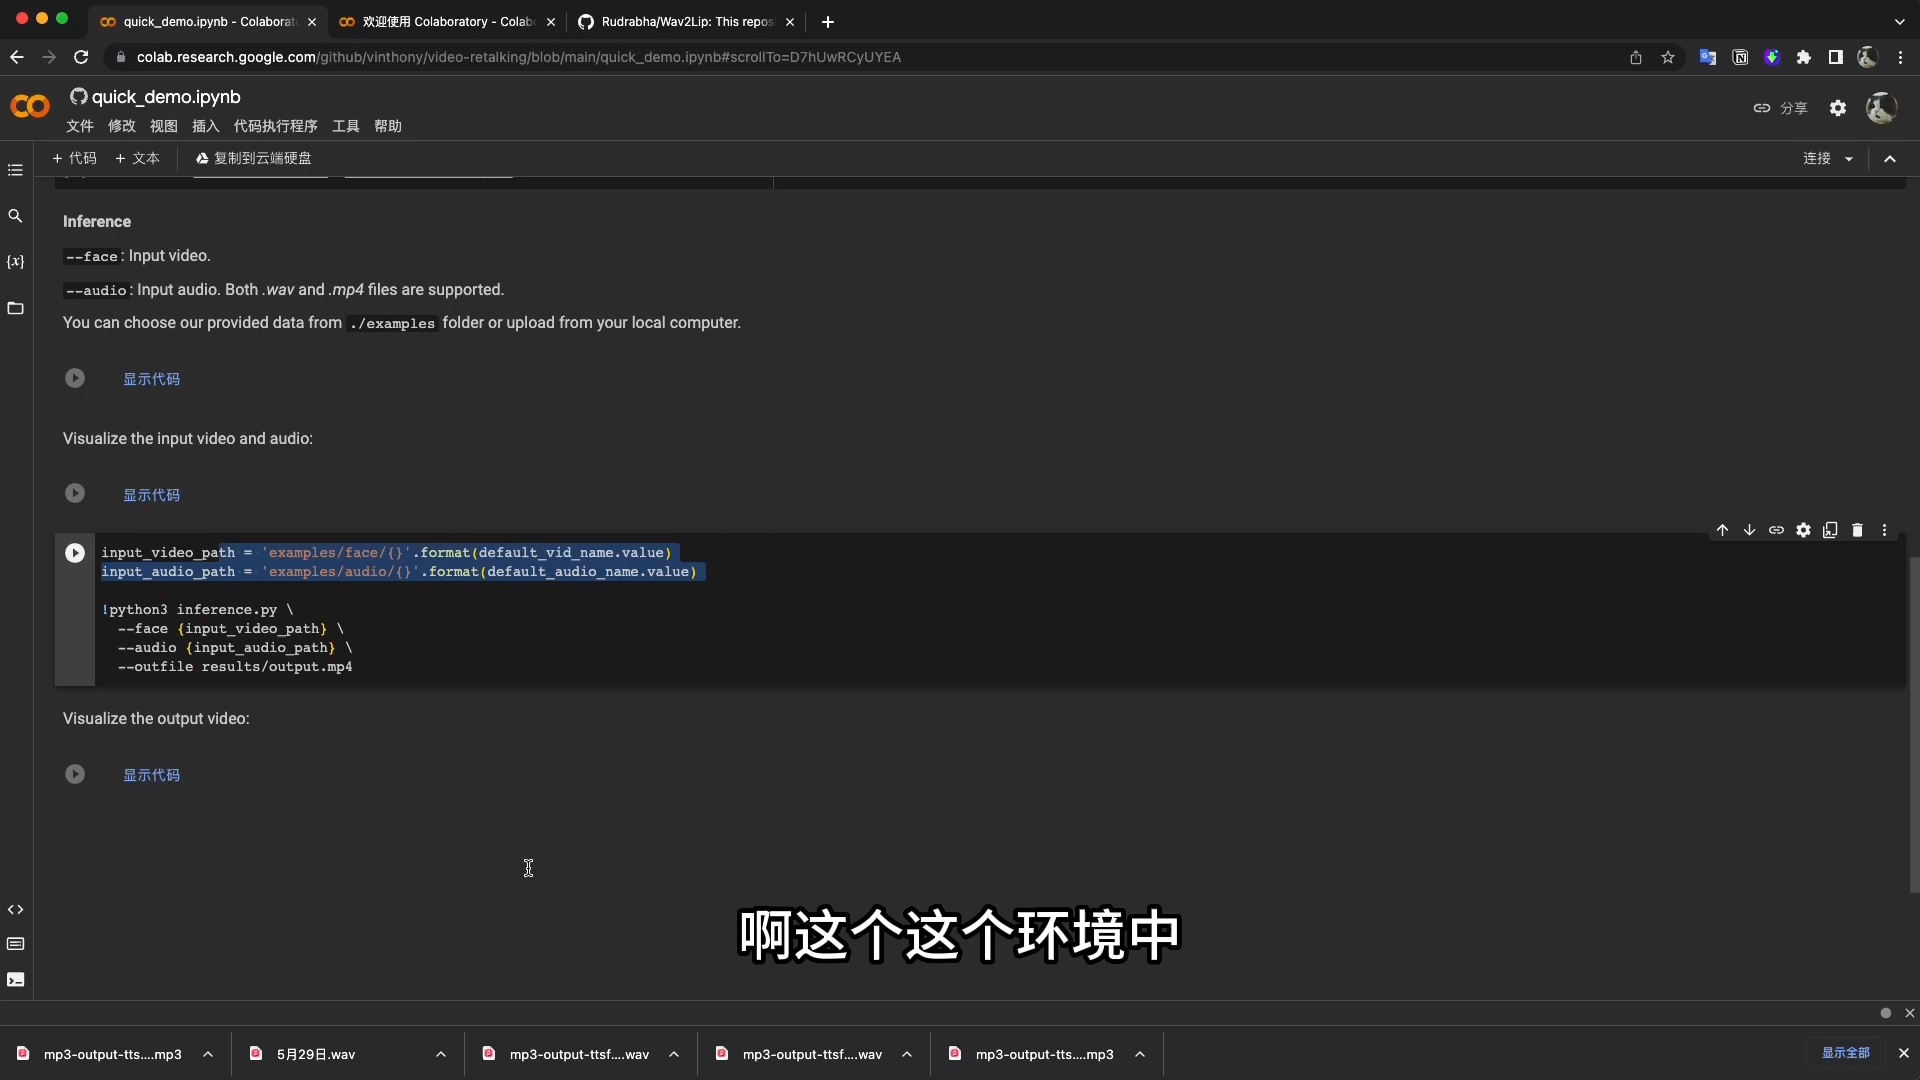 quick_demo.ipynb - Colaborat
欢迎使用 Colaboratory - Colab
Rudrabha/Wav2Lip: This repos
colab.research.google.com/github/vinthony/video-retalking/blob/main/quick_demo.ipynb#scrollTo=D7hUwRCyUYEA
quick_demo.ipynb
文件 修改 视图 插入 代码执行程序 工具 帮助
分享
+ 代码 + 文本 复制到云端硬盘
连接
Inference
--face: Input video.
--audio: Input audio. Both .wav and .mp4 files are supported.
You can choose our provided data from ./examples folder or upload from your local computer.
显示代码
Visualize the input video and audio:
显示代码
input_video_path = 'examples/face/{}'.format(default_vid_name.value)
input_audio_path = 'examples/audio/{}'.format(default_audio_name.value)
!python3 inference.py \
--face {input_video_path} \
--audio {input_audio_path} \
--outfile results/output.mp4
Visualize the output video:
显示代码
啊这个这个环境中
mp3-output-tts....mp3
5月29日.wav
mp3-output-ttsf....wav
mp3-output-ttsf....wav
mp3-output-tts....mp3
显示全部